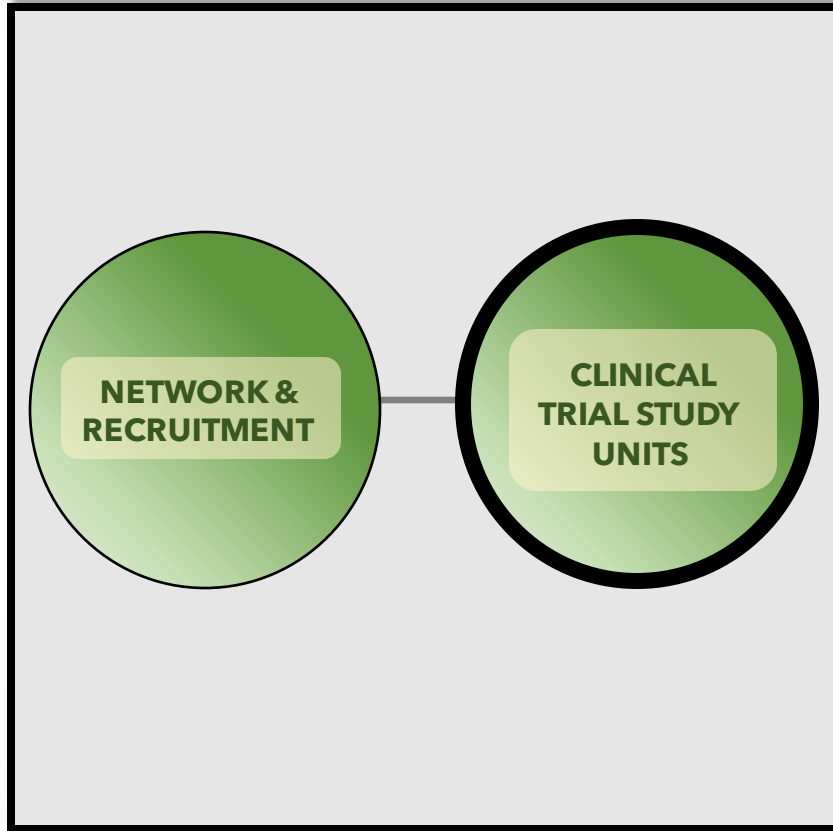 NETWORK &
RECRUITMENT
CLINICAL
TRIAL STUDY
UNITS